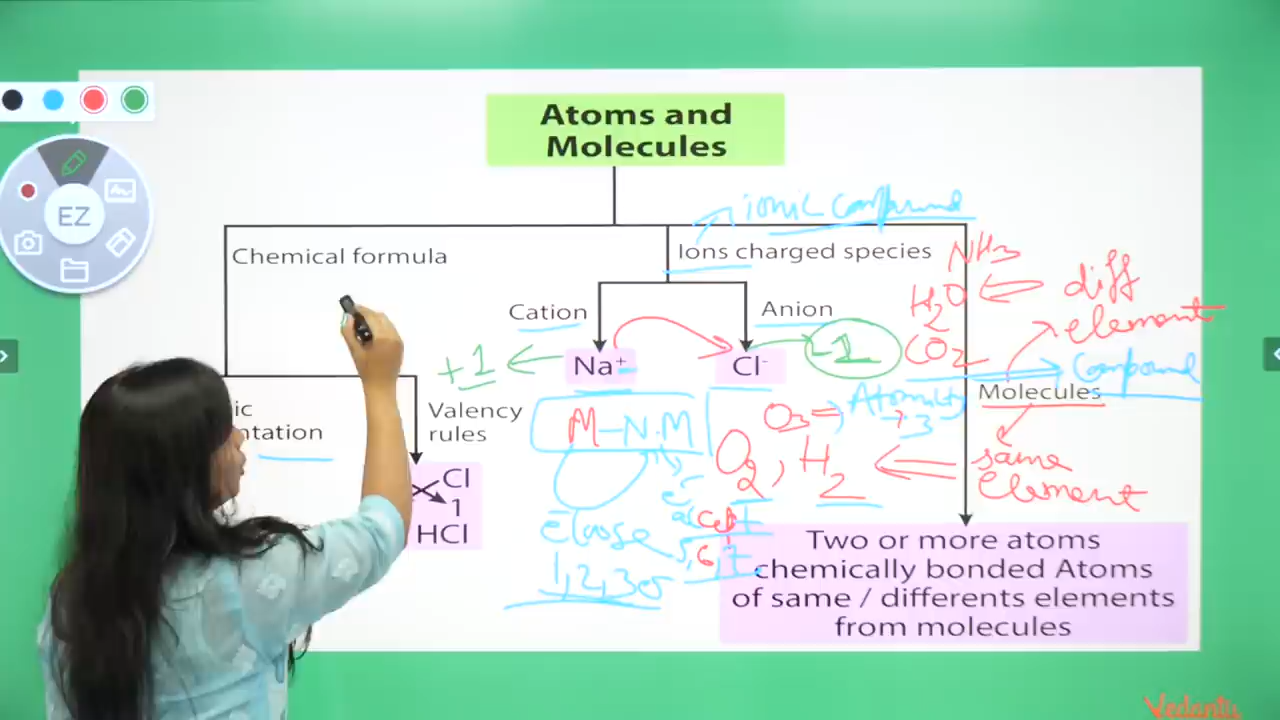 Atoms and
Molecules
ionic compound
Chemical formula
Ions charged species
NH3
H2O
CO2
diff
element
Cation
Anion
+1
Na+
Cl-
-1
Compound
Molecules
ic
ntation
Valency
rules
M-N.M
O3
Atomicity
3
O2, H2
same
element
Cl
1
HCl
e-
loose
1,2,3 e-
5,6,7
Two or more atoms
chemically bonded Atoms
of same / differents elements
from molecules
EZ
Vedantu